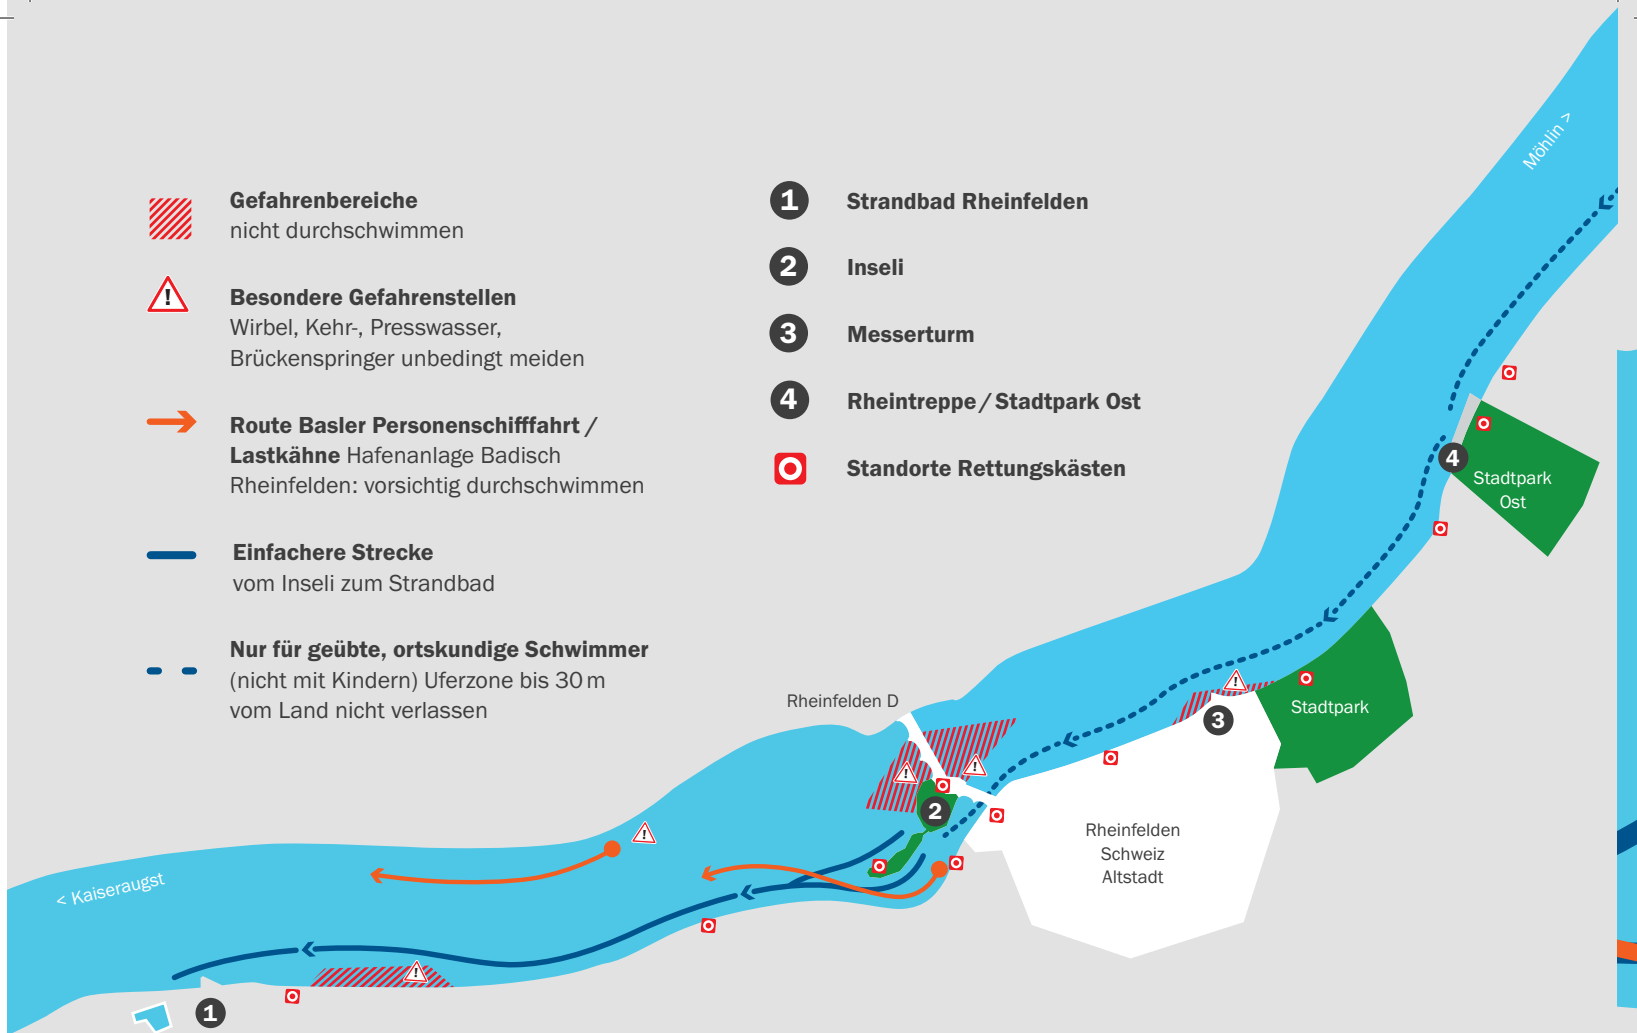 Gefahrenbereiche
nicht durchschwimmen
Besondere Gefahrenstellen
Wirbel, Kehr-, Presswasser,
Brückenspringer unbedingt meiden
Route Basler Personenschifffahrt /
Lastkähne Hafenanlage Badisch
Rheinfelden: vorsichtig durchschwimmen
Einfachere Strecke
vom Inseli zum Strandbad
Nur für geübte, ortskundige Schwimmer
(nicht mit Kindern) Uferzone bis 30 m
vom Land nicht verlassen
1 Strandbad Rheinfelden
2 Inseli
3 Messerturm
4 Rheintreppe / Stadtpark Ost
Standorte Rettungskästen
Möhlin >
4
Stadtpark
Ost
Stadtpark
3
Rheinfelden D
2
Rheinfelden
Schweiz
Altstadt
< Kaiseraugst
1